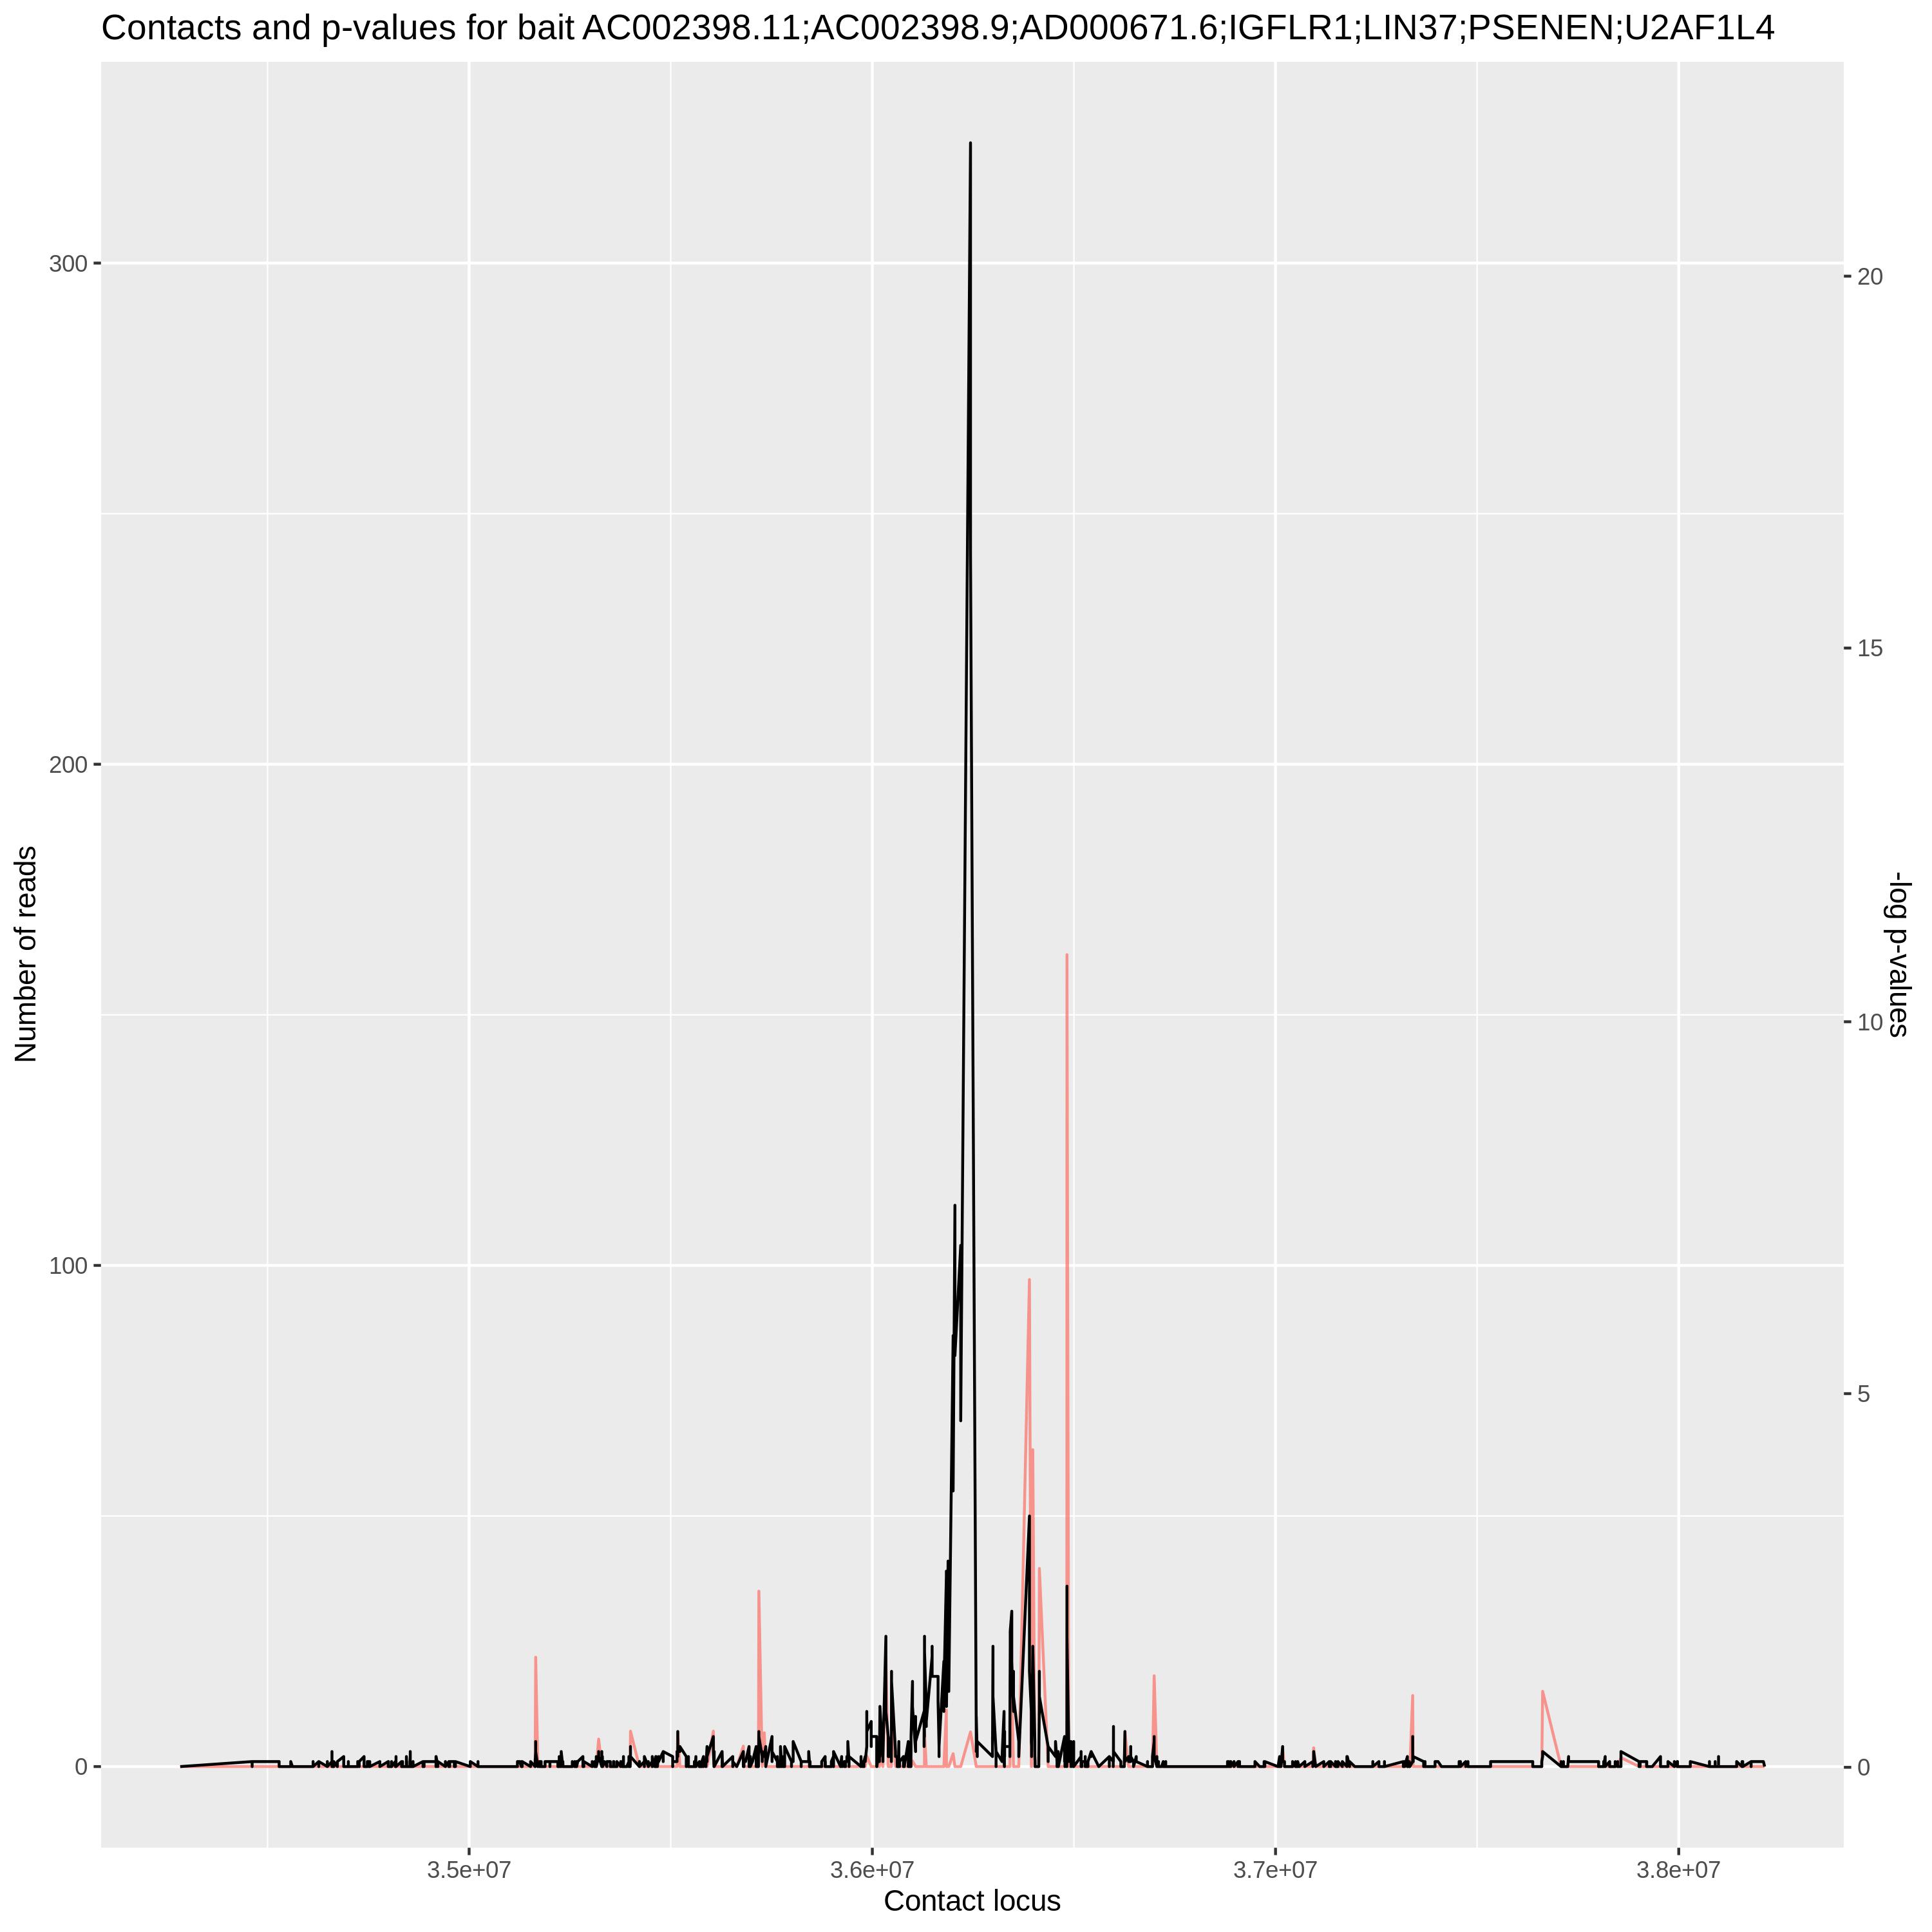 Contacts and p-values for bait AC002398.11;AC002398.9;AD000671.6;IGFLR1;LIN37;PSENEN;U2AF1L4
300
200
100
0
Number of reads
20
15
10
5
0
-log p-values
3.5e+07
3.6e+07
3.7e+07
3.8e+07
Contact locus